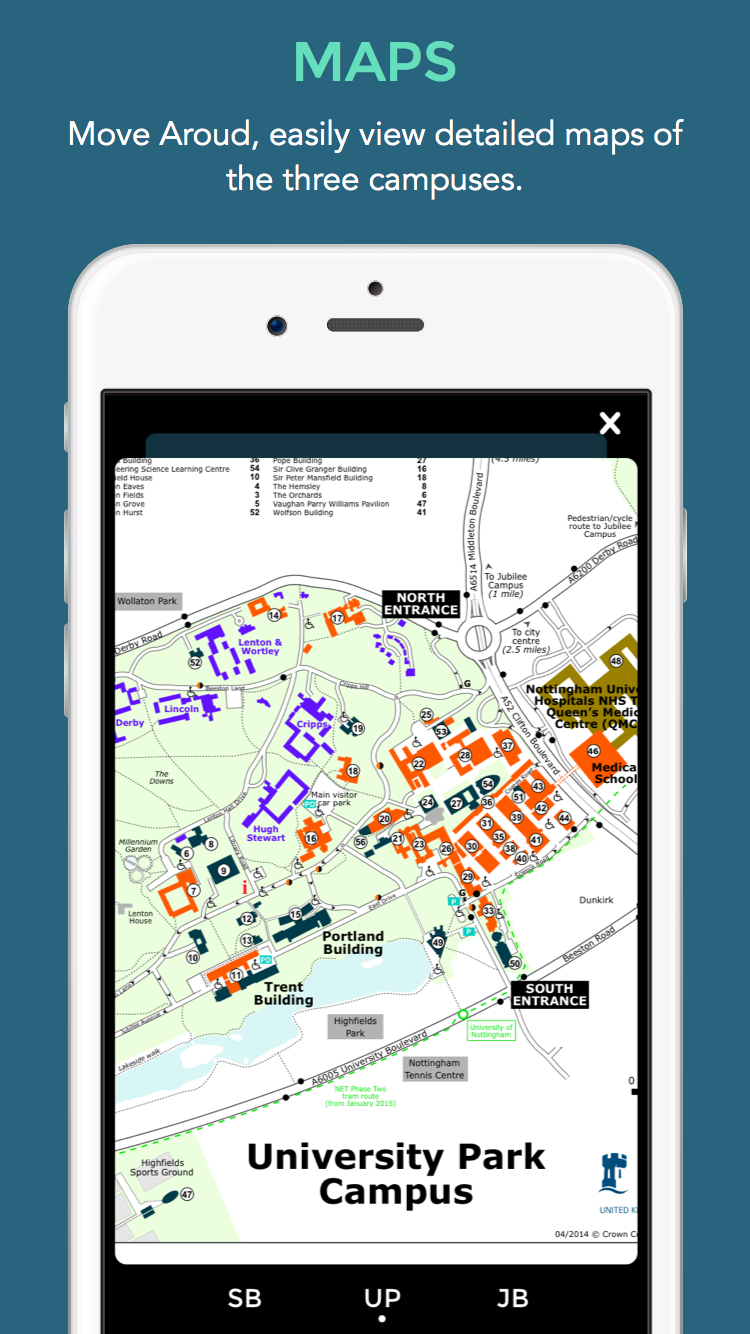 MAPS
Move Aroud, easily view detailed maps of
the three campuses.
Building 36 Pope Building 27
eering Science Learning Centre 54 Sir Clive Granger Building 16
ield House 10 Sir Peter Mansfield Building 18
n Eaves 4 The Hemsley 8
n Fields 3 The Orchards 6
n Grove 5 Vaughan Parry Williams Pavilion 47
n Hurst 52 Wolfson Building 41
(4.5 miles)
A6514 Middleton Boulevard
Pedestrian/cycle
route to Jubilee
Campus
A6200 Derby Road
To Jubilee
Campus
(1 mile)
Wollaton Park
NORTH
ENTRANCE
14
17
To city
centre
(2.5 miles)
Derby Road
Lenton &
Wortley
52
48
Beeston Lane
Cripps Hill
G
Nottingham Unive
Hospitals NHS T
Queen's Medic
Centre (QMC
A52 Clifton Boulevard
Lincoln
Derby
Cripps
19
25
53
37
28
22
46
Medica
School
The
Downs
18
Main visitor
car park
PD
Lenton Hall Drive
54
43
51
36
24
27
42
39
44
Hugh
Stewart
16
20
31
35
56
21
23
26
30
38
41
40
Millennium
Garden
8
6
9
7
i
29
Lenton
House
12
15
East Drive
P
G
33
Dunkirk
13
Portland
Building
P
49
10
PD
11
50
Beeston Road
Trent
Building
SOUTH
ENTRANCE
Highfields
Park
University of
Nottingham
Lakeside walk
A6005 University Boulevard
Nottingham
Tennis Centre
0
NET Phase Two
tram route
(from January 2015)
University Park
Campus
Highfields
Sports Ground
47
UNITED KI
04/2014 © Crown Co
SB UP JB